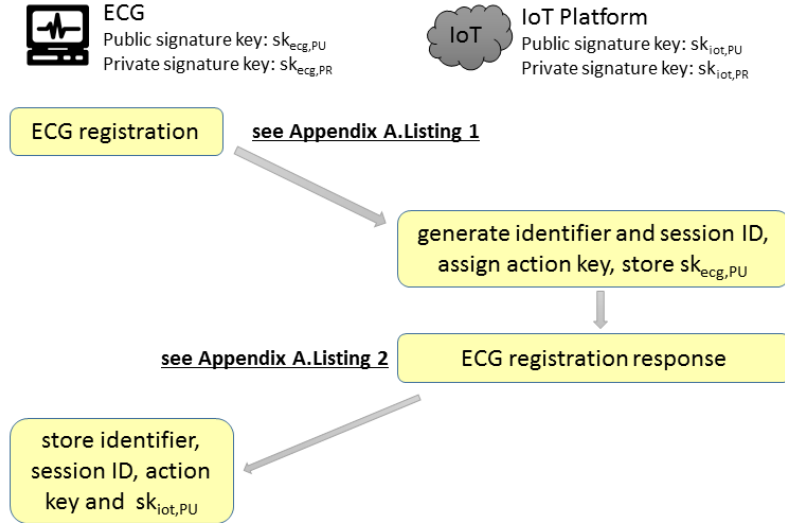 ECG
Public signature key: sk_ecg,PU
Private signature key: sk_ecg,PR
IoT
IoT Platform
Public signature key: sk_iot,PU
Private signature key: sk_iot,PR
ECG registration
see Appendix A.Listing 1
generate identifier and session ID,
assign action key, store sk_ecg,PU
see Appendix A.Listing 2
ECG registration response
store identifier,
session ID, action
key and sk_iot,PU